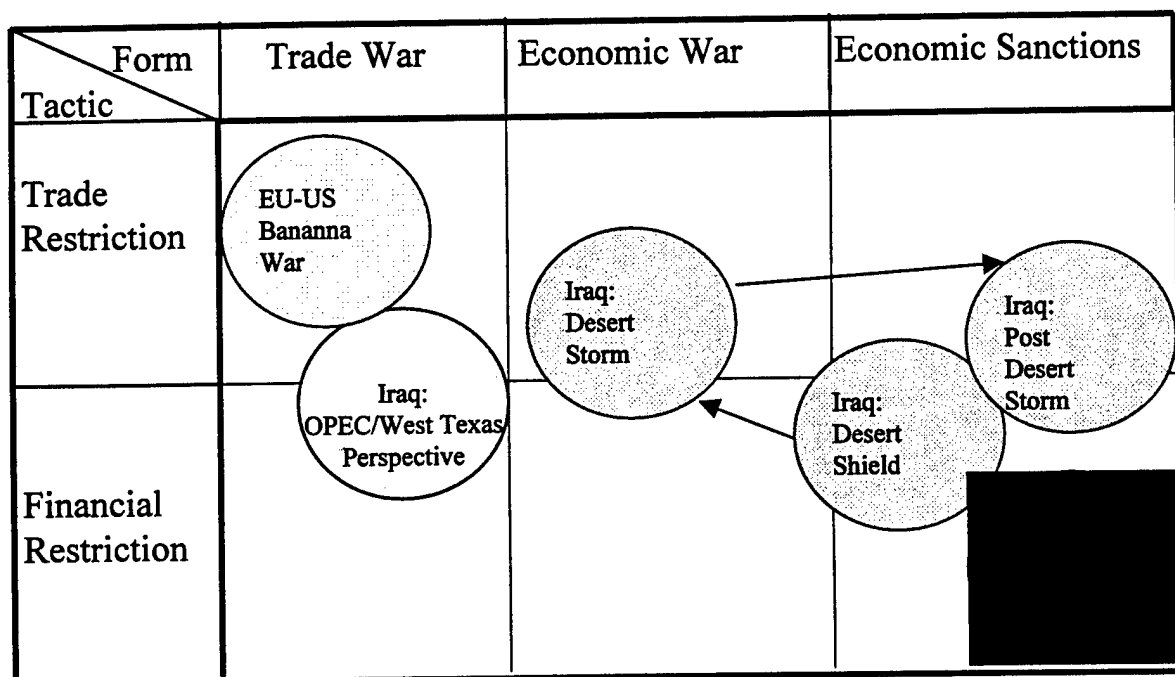 Form
Trade War
Economic War
Economic Sanctions
Tactic
Trade
Restriction
EU-US
Bananna
War
Iraq:
Desert
Storm
Iraq:
Post
Desert
Storm
Iraq:
OPEC/West Texas
Perspective
Iraq:
Desert
Shield
Financial
Restriction